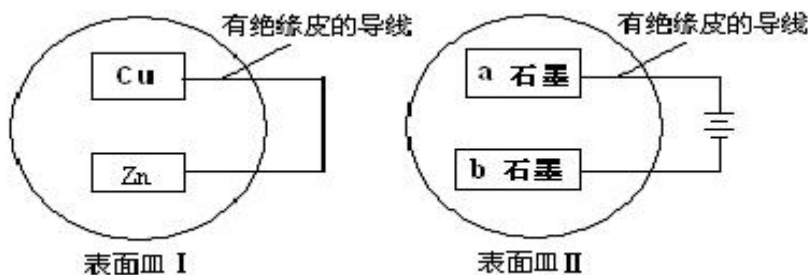 有绝缘皮的导线
Cu
Zn
表面皿 I
有绝缘皮的导线
a 石墨
b 石墨
表面皿 II